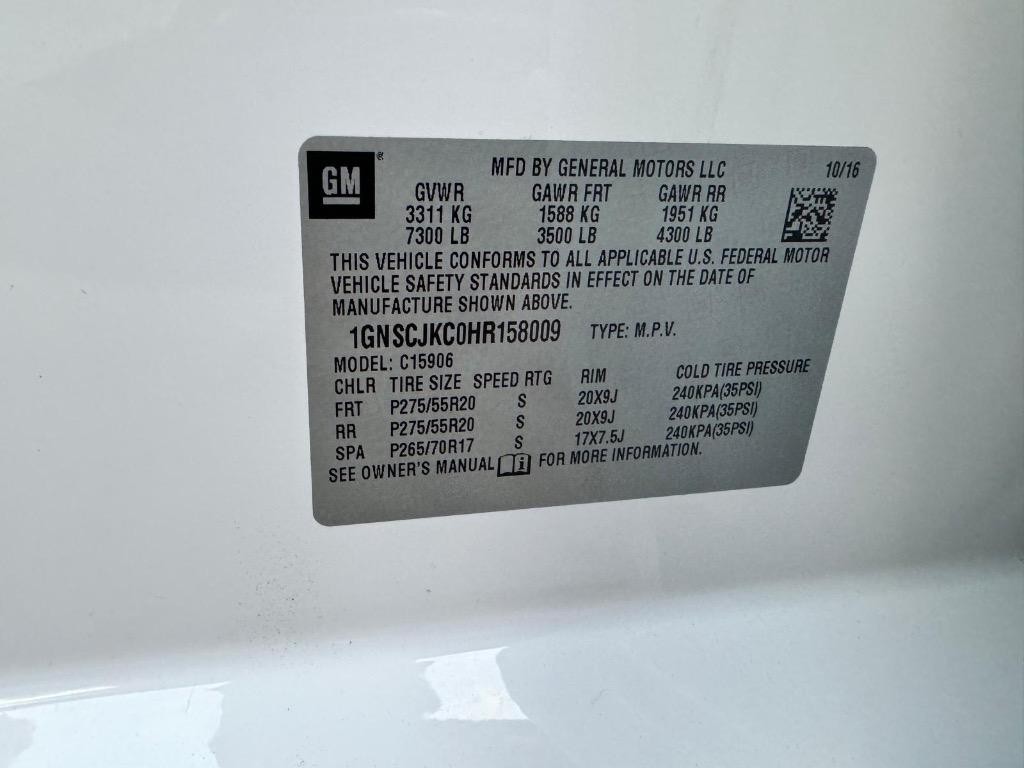 GM ®
MFD BY GENERAL MOTORS LLC 10/16
GVWR GAWR FRT GAWR RR
3311 KG 1588 KG 1951 KG
7300 LB 3500 LB 4300 LB
THIS VEHICLE CONFORMS TO ALL APPLICABLE U.S. FEDERAL MOTOR
VEHICLE SAFETY STANDARDS IN EFFECT ON THE DATE OF
MANUFACTURE SHOWN ABOVE.
1GNSCJKC0HR158009 TYPE: M.P.V.
MODEL: C15906
CHLR TIRE SIZE SPEED RTG RIM COLD TIRE PRESSURE
FRT P275/55R20 S 20X9J 240KPA(35PSI)
RR P275/55R20 S 20X9J 240KPA(35PSI)
SPA P265/70R17 S 17X7.5J 240KPA(35PSI)
SEE OWNER'S MANUAL i FOR MORE INFORMATION.